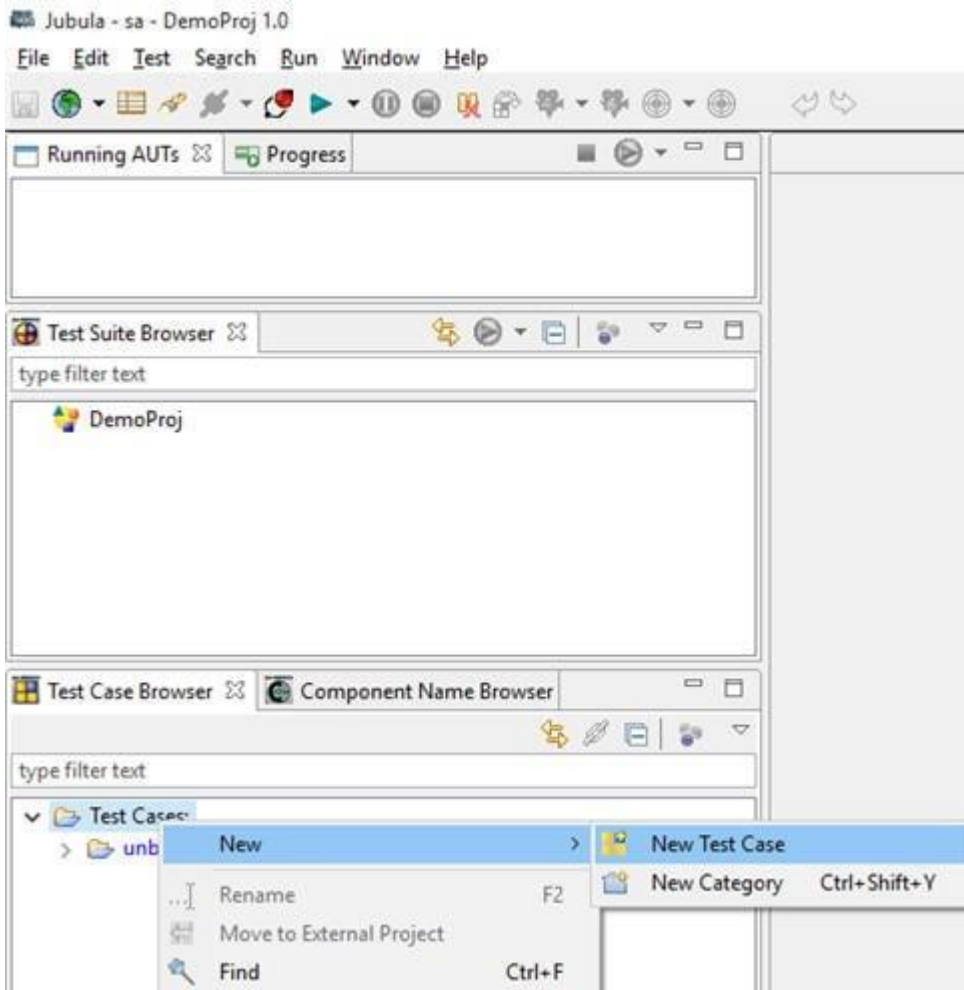 Jubula - sa - DemoProj 1.0
File Edit Test Search Run Window Help
Running AUTs Progress
Test Suite Browser
type filter text
DemoProj
Test Case Browser Component Name Browser
type filter text
Test Cases:
unb New > New Test Case
New Category Ctrl+Shift+Y
Rename F2
Move to External Project
Find Ctrl+F